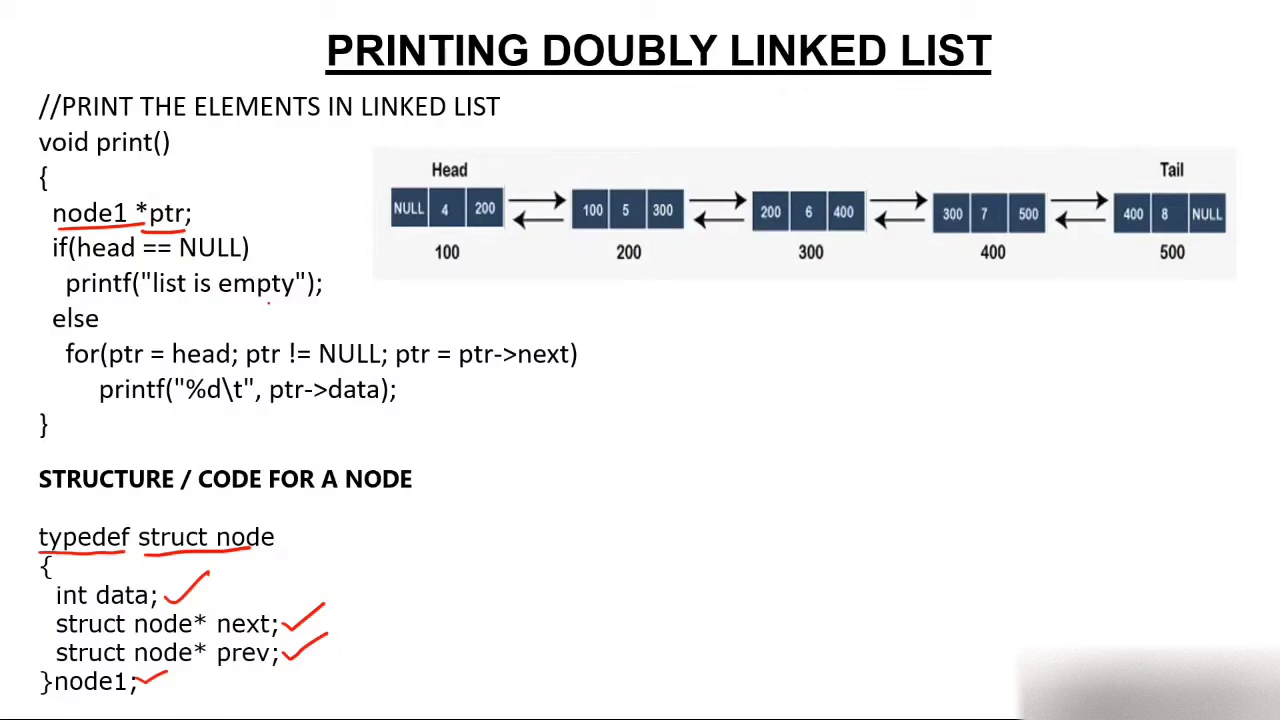 PRINTING DOUBLY LINKED LIST
//PRINT THE ELEMENTS IN LINKED LIST
void print()
{
node1 *ptr;
if(head == NULL)
printf("list is empty");
else
for(ptr = head; ptr != NULL; ptr = ptr->next)
printf("%d\t", ptr->data);
}
Head Tail
NULL 4 200 100 5 300 200 6 400 300 7 500 400 8 NULL
100 200 300 400 500
STRUCTURE / CODE FOR A NODE
typedef struct node
{
int data;
struct node* next;
struct node* prev;
}node1;